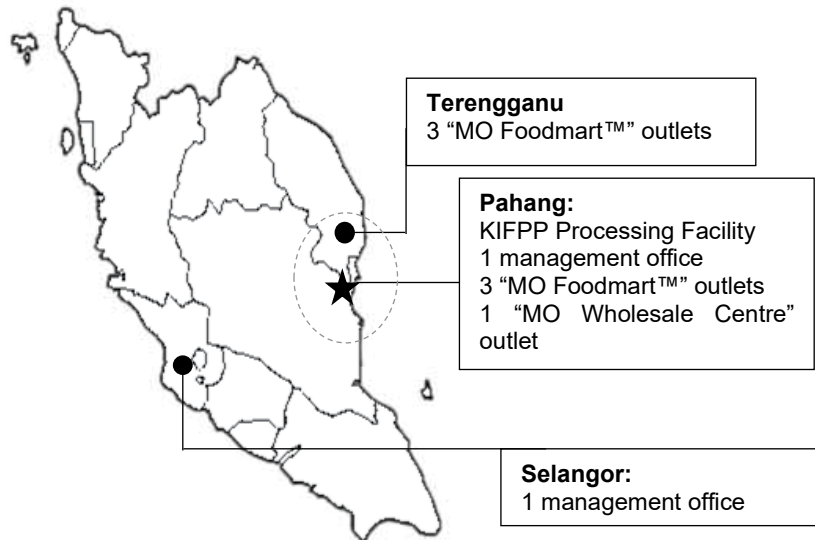 Terengganu
3 “MO Foodmart™” outlets
Pahang:
KIFPP Processing Facility
1 management office
3 “MO Foodmart™” outlets
1 “MO Wholesale Centre”
outlet
Selangor:
1 management office